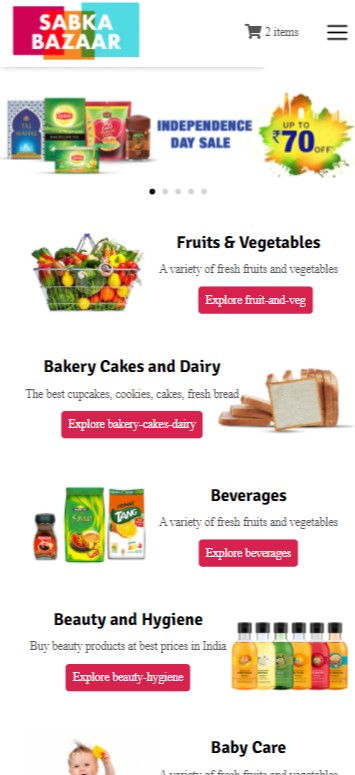 SABKA
BAZAAR
2 items
TAJ
MAHAL
INDEPENDENCE
DAY SALE
UP TO
₹70 OFF
Fruits & Vegetables
A variety of fresh fruits and vegetables
Explore fruit-and-veg
Bakery Cakes and Dairy
The best cupcakes, cookies, cakes, fresh bread
Explore bakery-cakes-dairy
Beverages
A variety of fresh fruits and vegetables
Explore beverages
TANG
Beauty and Hygiene
Buy beauty products at best prices in India
Explore beauty-hygiene
Baby Care
A variety of fresh fruits and vegetables